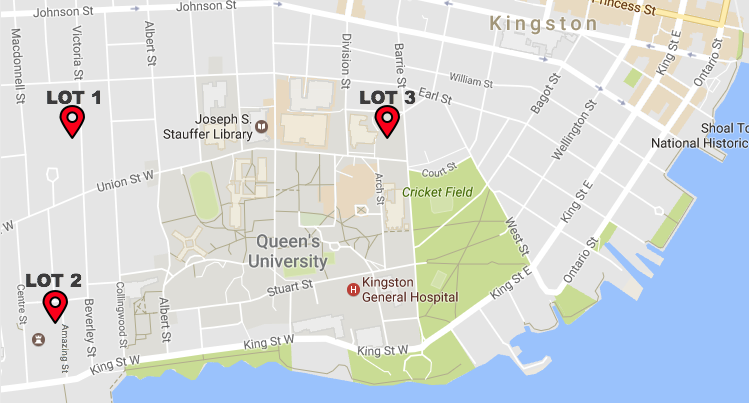 Princess St
Johnson St
Johnson St
Kingston
Macdonnell St
Victoria St
Albert St
Division St
Barrie St
King St E
Ontario St
William St
Earl St
Bagot St
LOT 1
LOT 3
Joseph S.
Stauffer Library
Wellington St
Shoal To
National Historic
Union St W
W
Court St
Arch St
Cricket Field
King St E
West St
Queen's
University
Ontario St
LOT 2
Stuart St
H
Kingston
General Hospital
King St E
Centre St
Amazing St
Beverley St
Collingwood St
Albert St
King St W
King St W
King St W